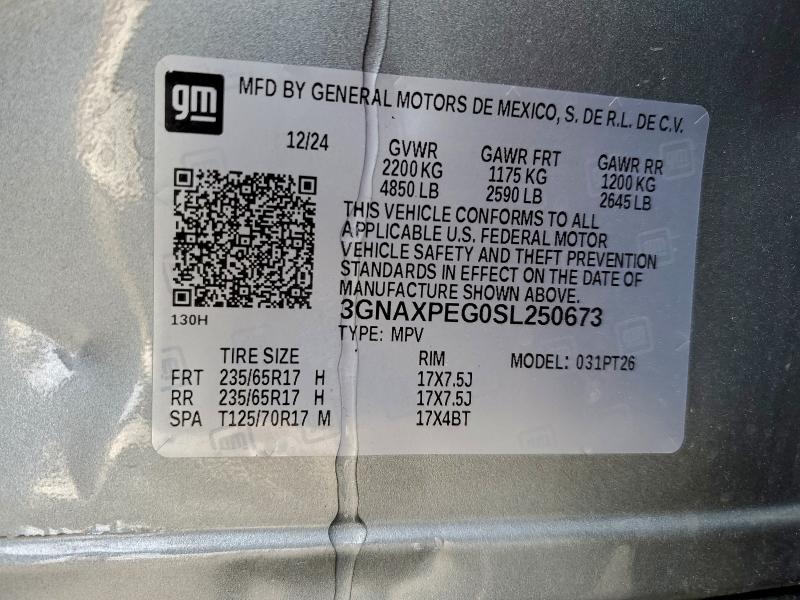 gm
MFD BY GENERAL MOTORS DE MEXICO, S. DE R.L. DE C.V.
12/24 GVWR GAWR FRT GAWR RR
2200 KG 1175 KG 1200 KG
4850 LB 2590 LB 2645 LB
THIS VEHICLE CONFORMS TO ALL
APPLICABLE U.S. FEDERAL MOTOR
VEHICLE SAFETY AND THEFT PREVENTION
STANDARDS IN EFFECT ON THE DATE OF
MANUFACTURE SHOWN ABOVE.
130H
3GNAXPEG0SL250673
TYPE: MPV
TIRE SIZE RIM MODEL: 031PT26
FRT 235/65R17 H 17X7.5J
RR 235/65R17 H 17X7.5J
SPA T125/70R17 M 17X4BT